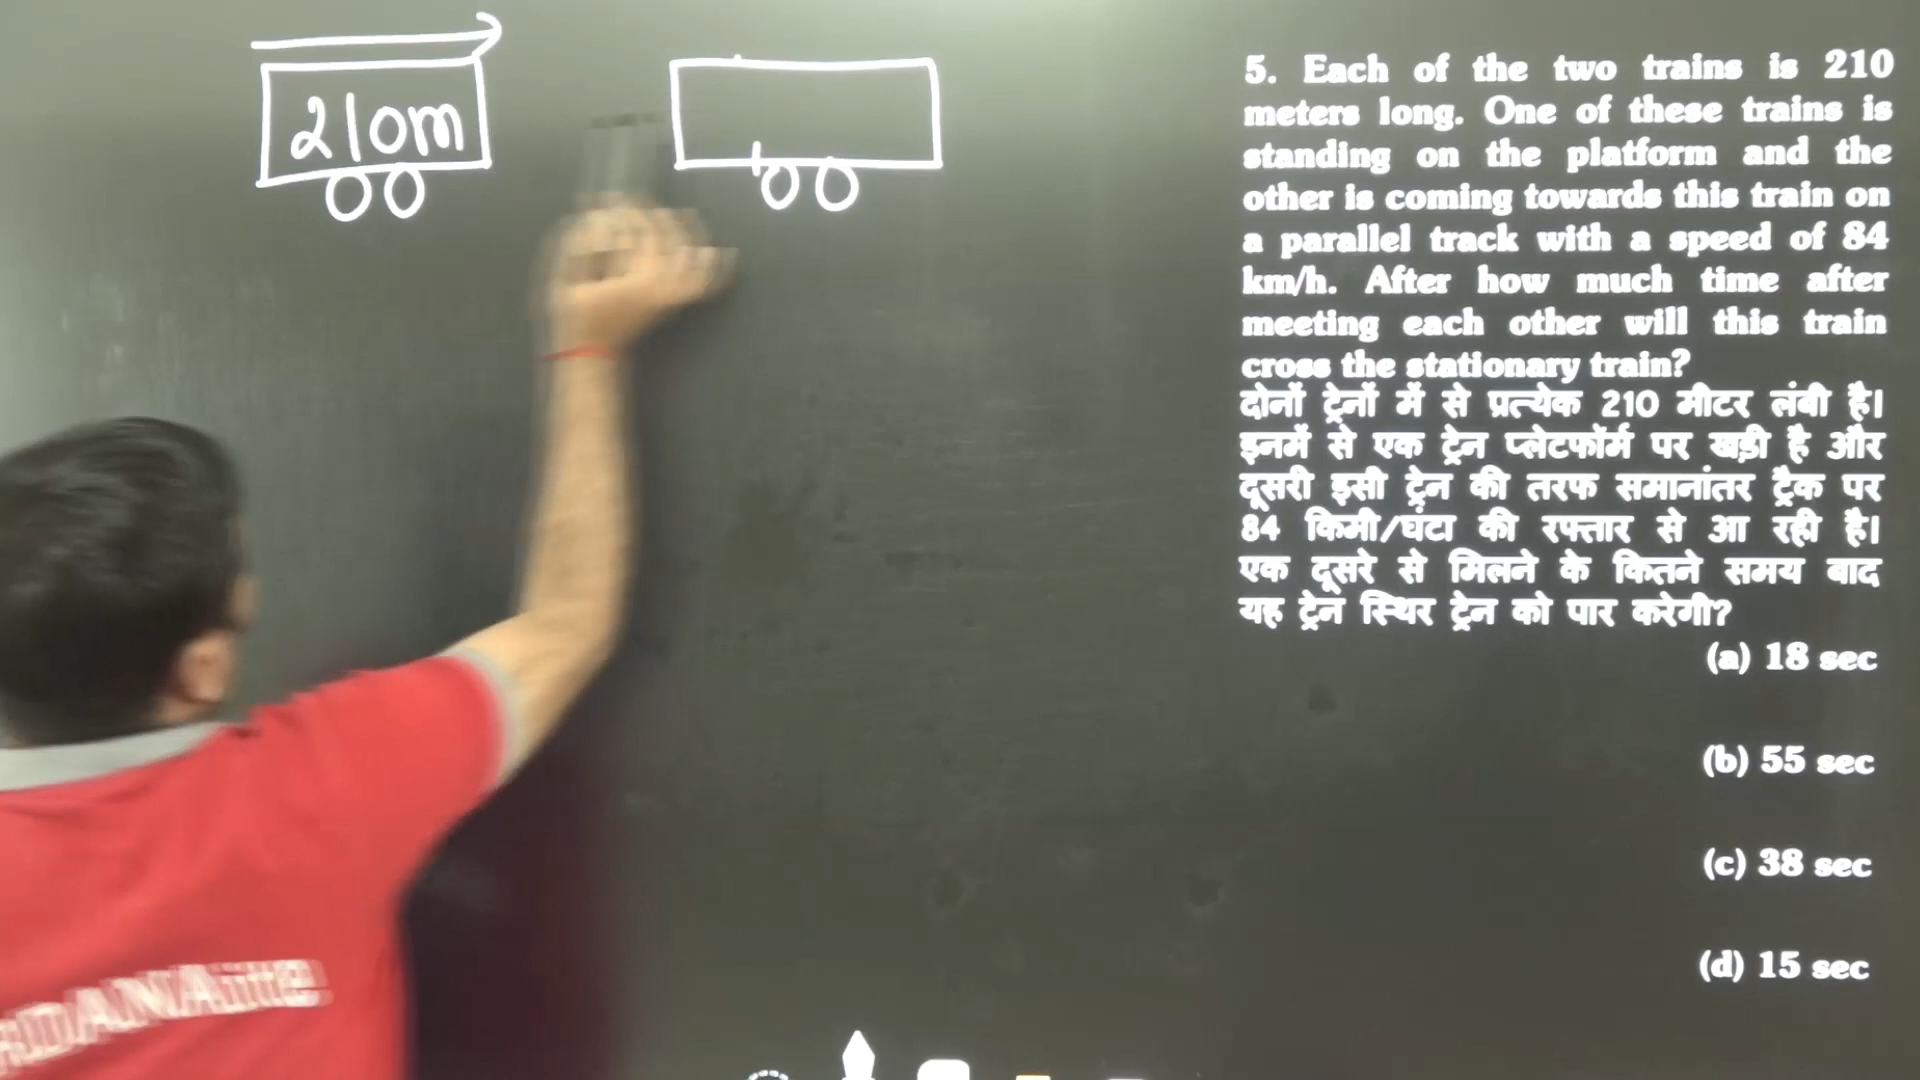 210m
5. Each of the two trains is 210
meters long. One of these trains is
standing on the platform and the
other is coming towards this train on
a parallel track with a speed of 84
km/h. After how much time after
meeting each other will this train
cross the stationary train?
दोनों ट्रेनों में से प्रत्येक 210 मीटर लंबी है।
इनमें से एक ट्रेन प्लेटफॉर्म पर खड़ी है और
दूसरी इसी ट्रेन की तरफ समानांतर ट्रैक पर
84 किमी/घंटा की रफ्तार से आ रही है।
एक दूसरे से मिलने के कितने समय बाद
यह ट्रेन स्थिर ट्रेन को पार करेगी?
(a) 18 sec
(b) 55 sec
(c) 38 sec
(d) 15 sec